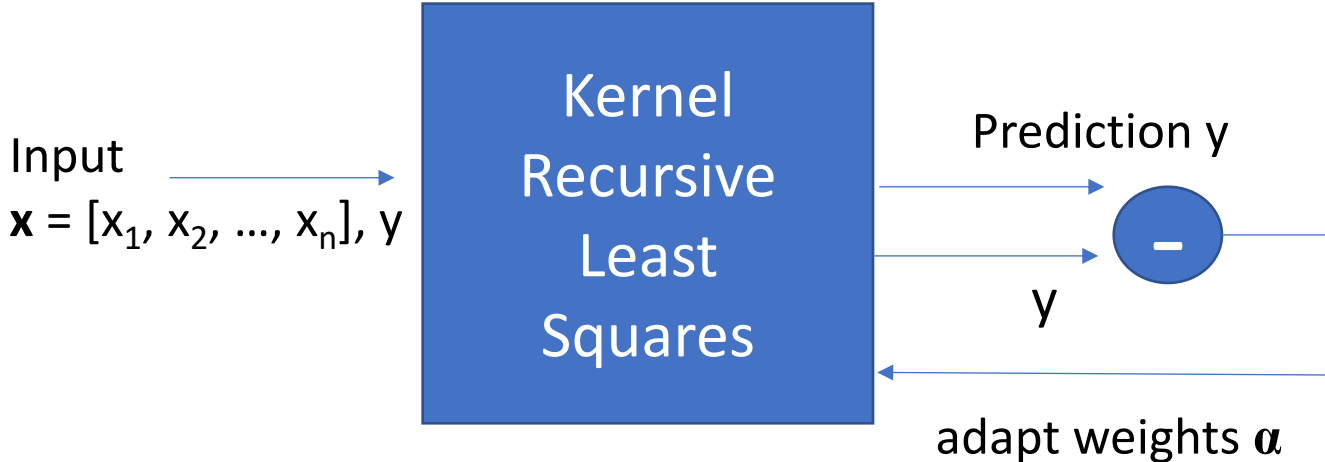 Input
x = [x₁, x₂, …, xₙ], y
Kernel
Recursive
Least
Squares
Prediction y
–
y
adapt weights α